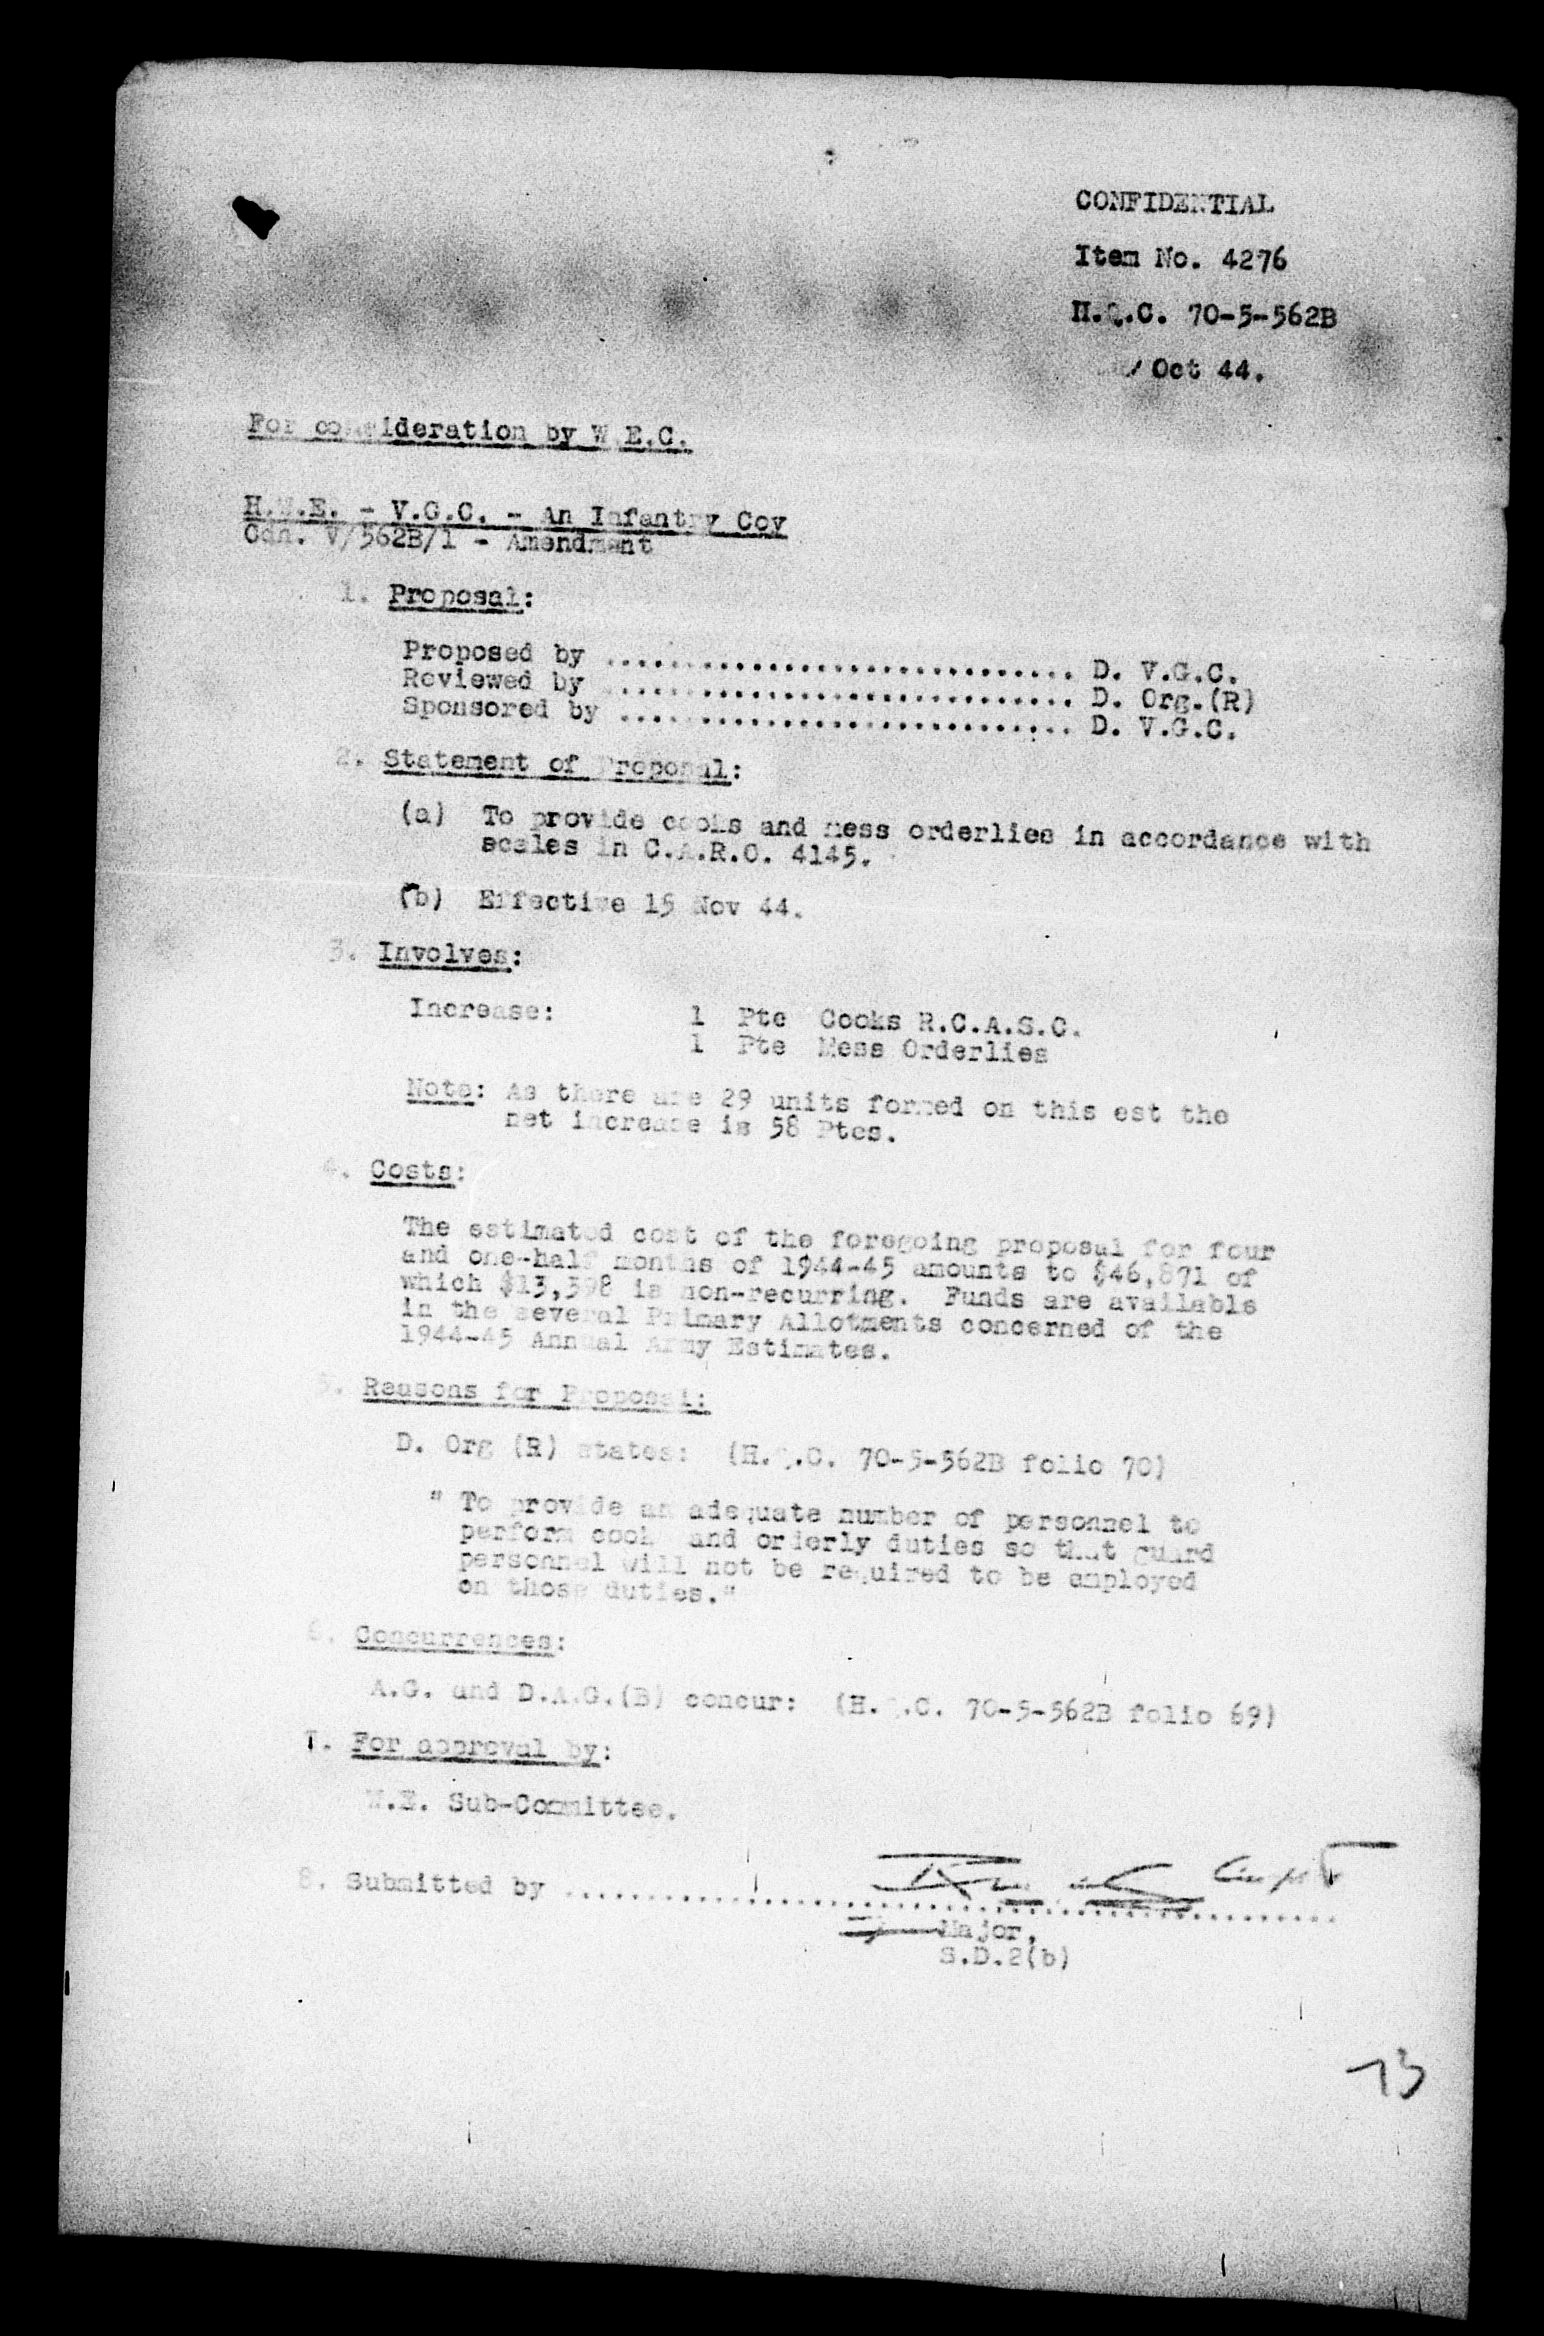 CONFIDENTIAL
Item No. 4276
H.Q.C. 70-5-562B
Oct 44.
For consideration by W.E.C.
H.W.E. - V.G.C. - An Infantry Coy
Cdn. V/562B/1 - Amendment
1. Proposal:
Proposed by .............................. D. V.G.C.
Reviewed by .............................. D. Org.(R)
Sponsored by ............................. D. V.G.C.
2. Statement of Proposal:
(a) To provide cooks and mess orderlies in accordance with
scales in C.A.R.O. 4145.
(b) Effective 15 Nov 44.
3. Involves:
Increase: 1 Pte Cooks R.C.A.S.C.
1 Pte Mess Orderlies
Note: As there are 29 units formed on this est the
net increase is 58 Ptes.
4. Costs:
The estimated cost of the foregoing proposal for four
and one-half months of 1944-45 amounts to $46,871 of
which $13,398 is non-recurring. Funds are available
in the several Primary Allotments concerned of the
1944-45 Annual Army Estimates.
5. Reasons for Proposal:
D. Org (R) states: (H.Q.C. 70-5-562B folio 70)
" To provide an adequate number of personnel to
perform cook and orderly duties so that guard
personnel will not be required to be employed
on those duties."
6. Concurrences:
A.G. and D.A.G.(B) concur: (H.Q.C. 70-5-562B folio 69)
7. For approval by:
W.E. Sub-Committee.
8. Submitted by ..................................................
Capt
Major,
S.D.2(b)
73